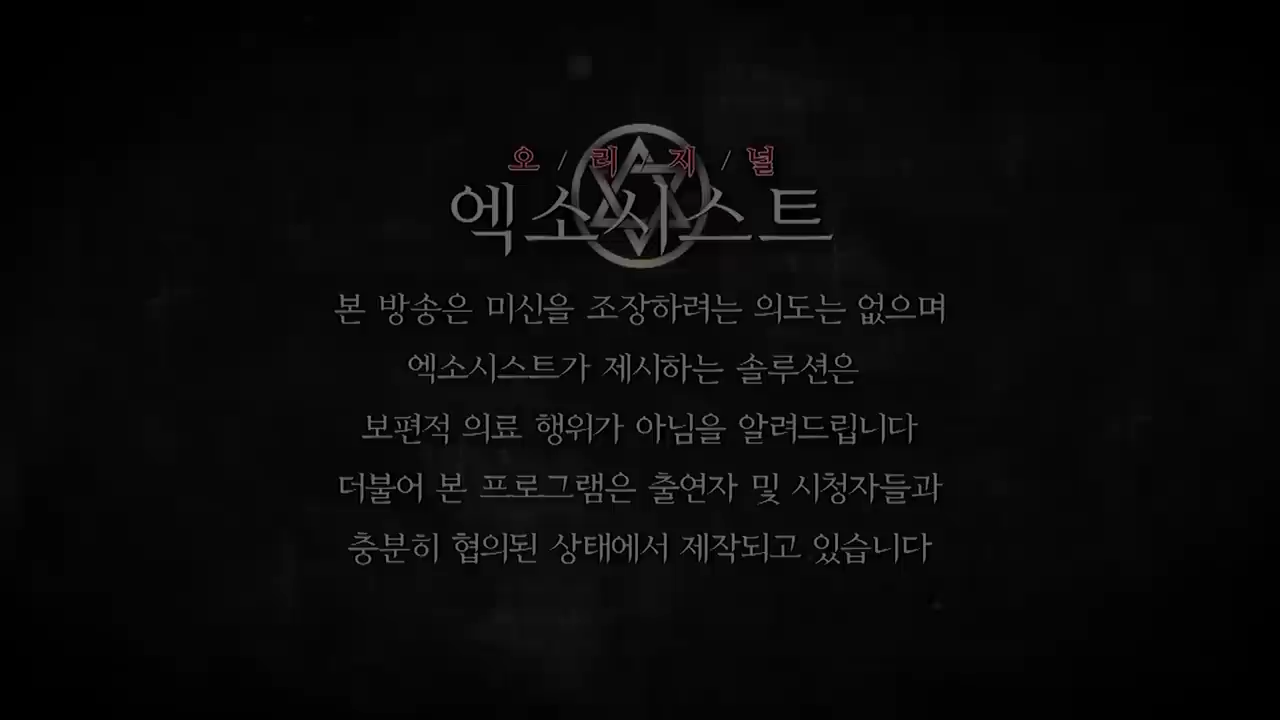 오/리/지/널
엑소시스트
본 방송은 미신을 조장하려는 의도는 없으며
엑소시스트가 제시하는 솔루션은
보편적 의료 행위가 아님을 알려드립니다
더불어 본 프로그램은 출연자 및 시청자들과
충분히 협의된 상태에서 제작되고 있습니다